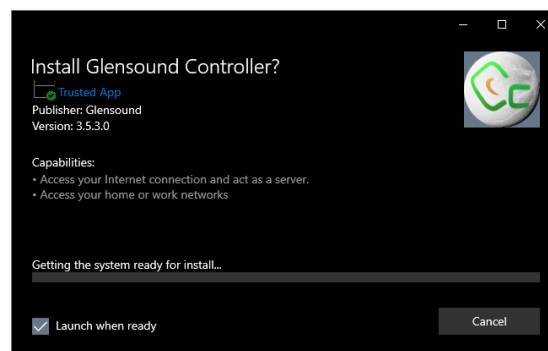 Install Glensound Controller?
Trusted App
Publisher: Glensound
Version: 3.5.3.0
Capabilities:
• Access your Internet connection and act as a server.
• Access your home or work networks
Getting the system ready for install...
Launch when ready
Cancel